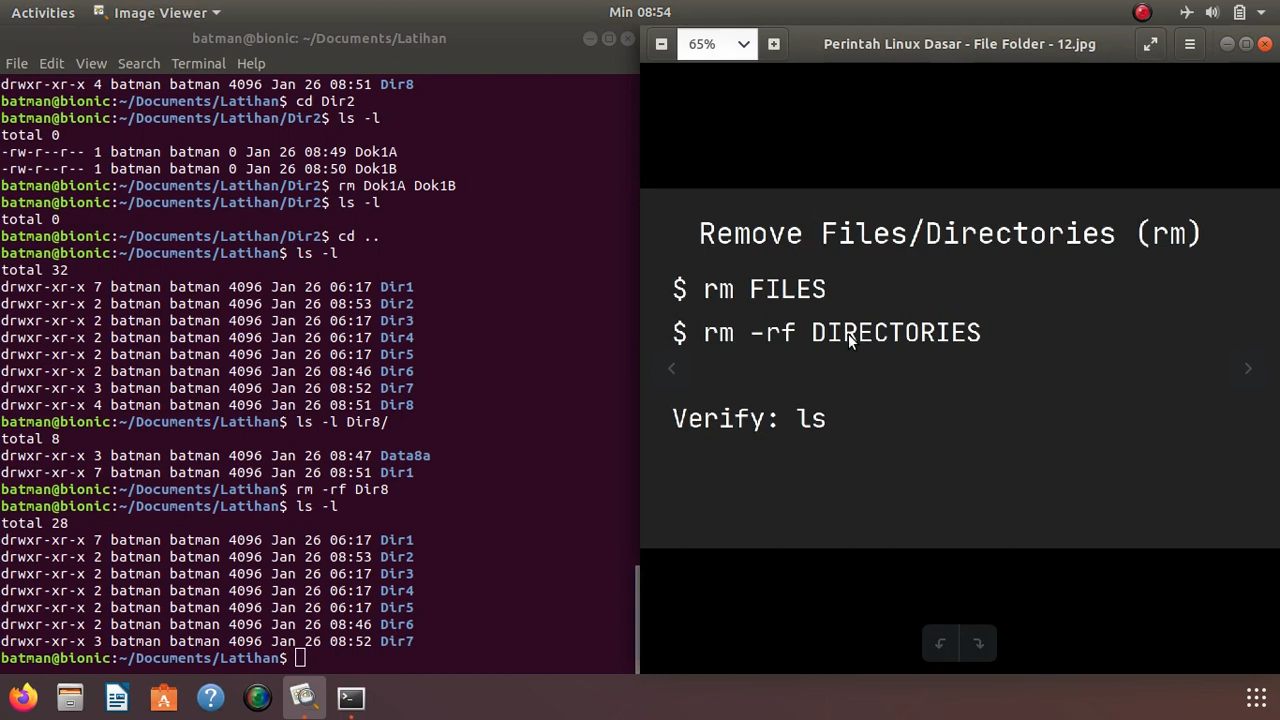 Activities
Image Viewer
Min 08:54
batman@bionic: ~/Documents/Latihan
File Edit View Search Terminal Help
drwxr-xr-x 4 batman batman 4096 Jan 26 08:51 Dir8
batman@bionic:~/Documents/Latihan$ cd Dir2
batman@bionic:~/Documents/Latihan/Dir2$ ls -l
total 0
-rw-r--r-- 1 batman batman 0 Jan 26 08:49 Dok1A
-rw-r--r-- 1 batman batman 0 Jan 26 08:50 Dok1B
batman@bionic:~/Documents/Latihan/Dir2$ rm Dok1A Dok1B
batman@bionic:~/Documents/Latihan/Dir2$ ls -l
total 0
batman@bionic:~/Documents/Latihan/Dir2$ cd ..
batman@bionic:~/Documents/Latihan$ ls -l
total 32
drwxr-xr-x 7 batman batman 4096 Jan 26 06:17 Dir1
drwxr-xr-x 2 batman batman 4096 Jan 26 08:53 Dir2
drwxr-xr-x 2 batman batman 4096 Jan 26 06:17 Dir3
drwxr-xr-x 2 batman batman 4096 Jan 26 06:17 Dir4
drwxr-xr-x 2 batman batman 4096 Jan 26 06:17 Dir5
drwxr-xr-x 2 batman batman 4096 Jan 26 08:46 Dir6
drwxr-xr-x 3 batman batman 4096 Jan 26 08:52 Dir7
drwxr-xr-x 4 batman batman 4096 Jan 26 08:51 Dir8
batman@bionic:~/Documents/Latihan$ ls -l Dir8/
total 8
drwxr-xr-x 3 batman batman 4096 Jan 26 08:47 Data8a
drwxr-xr-x 7 batman batman 4096 Jan 26 08:51 Dir1
batman@bionic:~/Documents/Latihan$ rm -rf Dir8
batman@bionic:~/Documents/Latihan$ ls -l
total 28
drwxr-xr-x 7 batman batman 4096 Jan 26 06:17 Dir1
drwxr-xr-x 2 batman batman 4096 Jan 26 08:53 Dir2
drwxr-xr-x 2 batman batman 4096 Jan 26 06:17 Dir3
drwxr-xr-x 2 batman batman 4096 Jan 26 06:17 Dir4
drwxr-xr-x 2 batman batman 4096 Jan 26 06:17 Dir5
drwxr-xr-x 2 batman batman 4096 Jan 26 08:46 Dir6
drwxr-xr-x 3 batman batman 4096 Jan 26 08:52 Dir7
batman@bionic:~/Documents/Latihan$
65%
Perintah Linux Dasar - File Folder - 12.jpg
Remove Files/Directories (rm)
$ rm FILES
$ rm -rf DIRECTORIES
Verify: ls